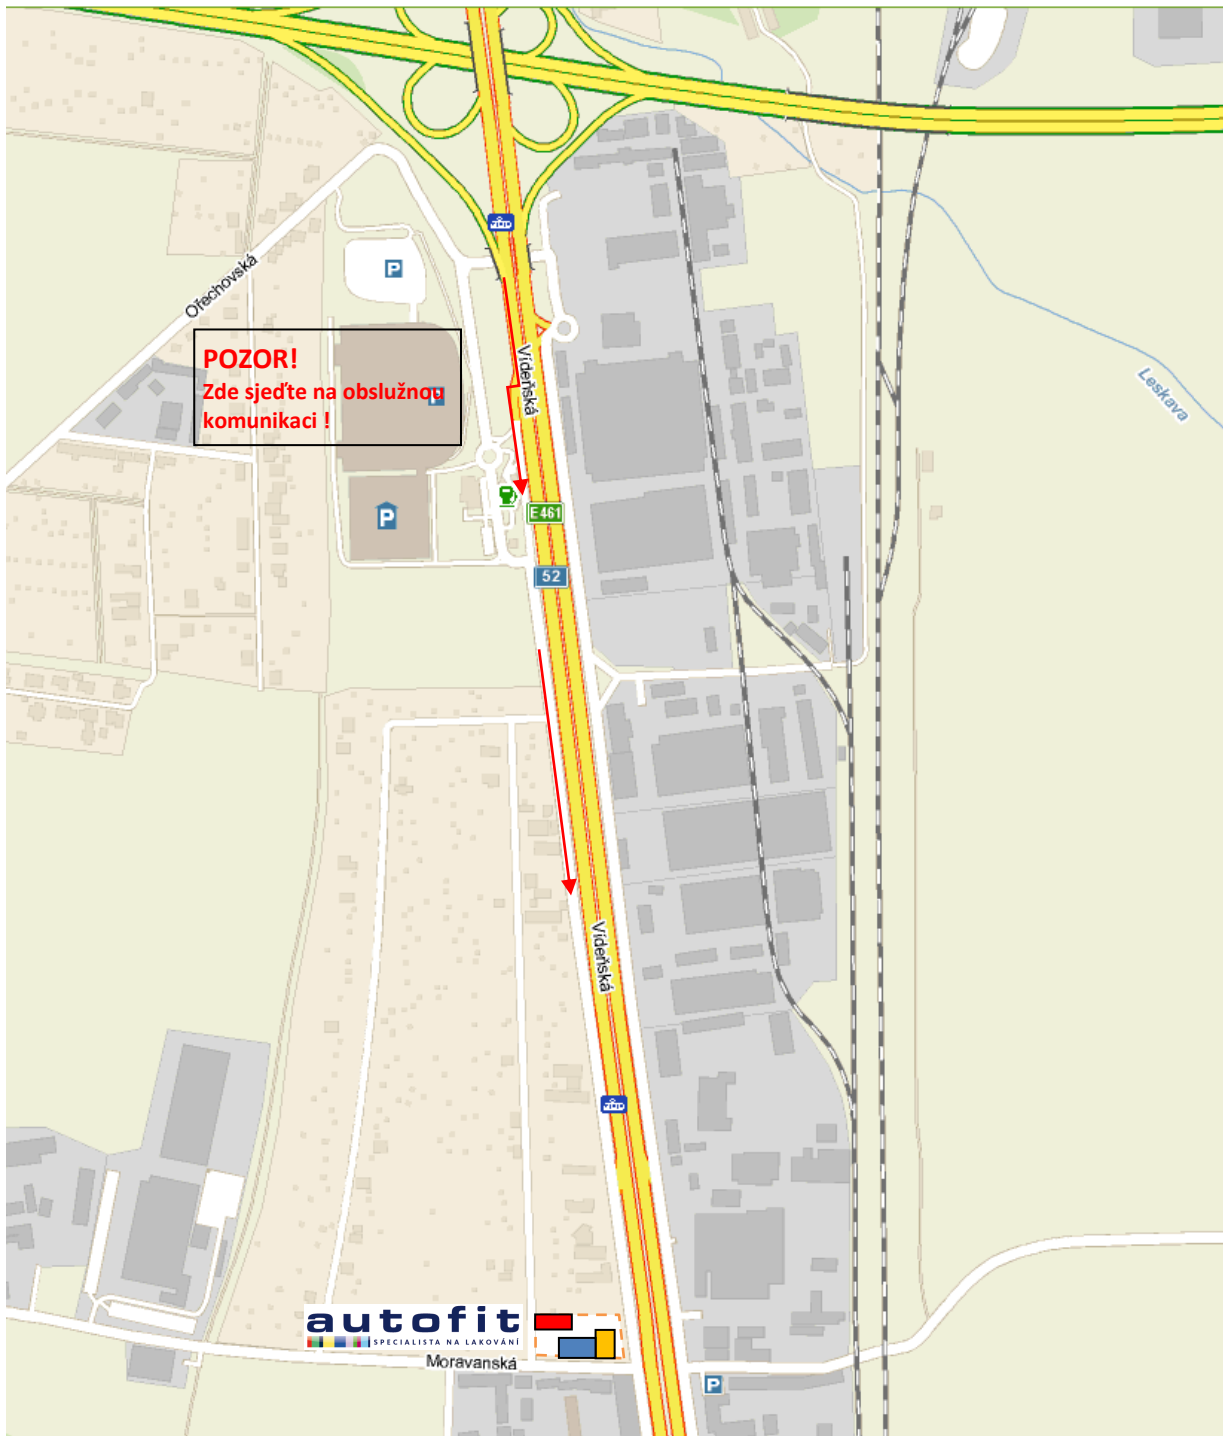 P
Ořechovská
POZOR!
Zde sjeďte na obslužnou
komunikaci !
P
Vídeňská
Leskava
P
E461
52
Vídeňská
autofit
SPECIALISTA NA LAKOVÁNÍ
Moravanská
P